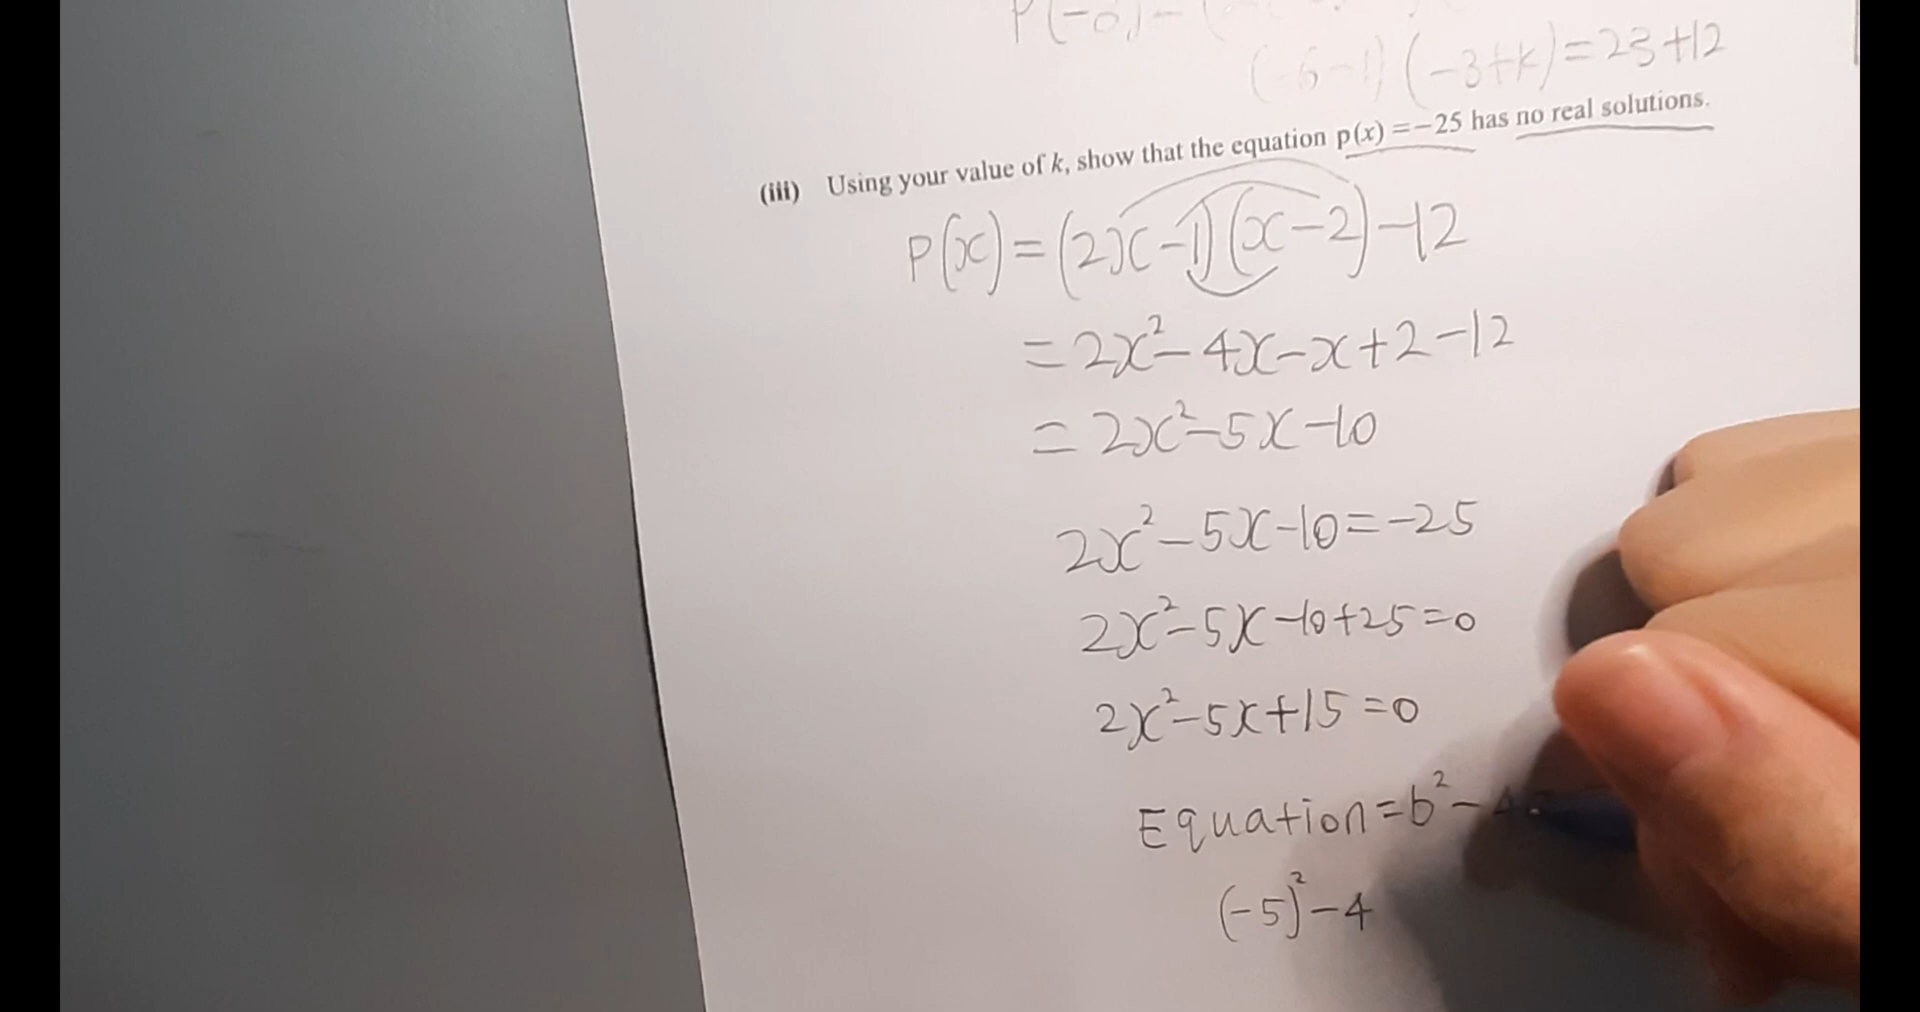 (-6-1)(-3+k)=23+12
(iii) Using your value of k, show that the equation p(x) =−25 has no real solutions.
P(x)=(2x-1)(x-2)-12
=2x²-4x-x+2-12
=2x²-5x-10
2x²-5x-10=-25
2x²-5x-10+25=0
2x²-5x+15=0
Equation=b²-4
(-5)²-4